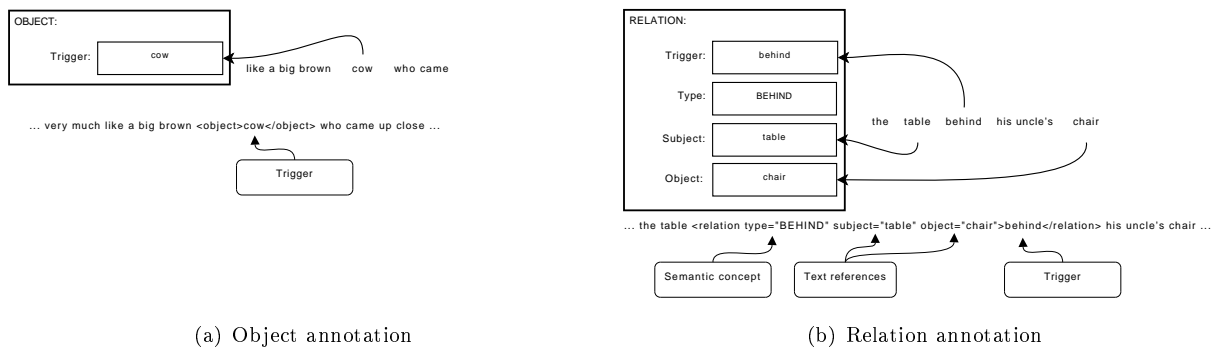 OBJECT:
Trigger: cow
like a big brown cow who came
... very much like a big brown <object>cow</object> who came up close ...
Trigger
(a) Object annotation
RELATION:
Trigger: behind
Type: BEHIND
the table behind his uncle's chair
Subject: table
Object: chair
... the table <relation type="BEHIND" subject="table" object="chair">behind</relation> his uncle's chair ...
Semantic concept Text references Trigger
(b) Relation annotation